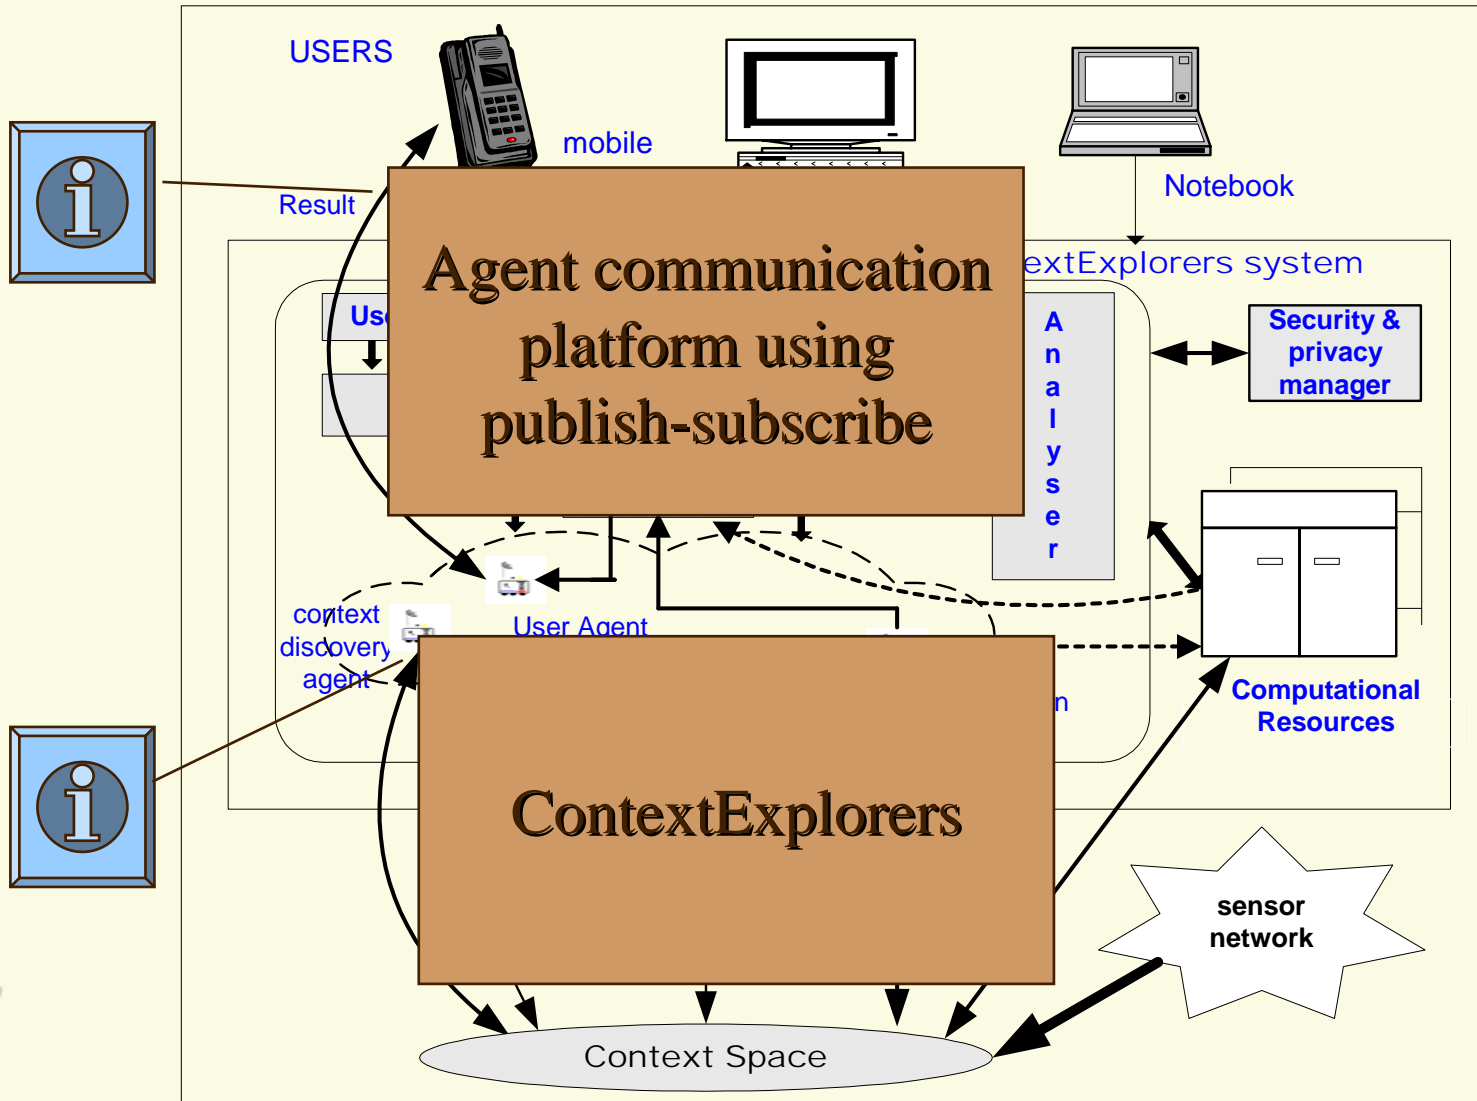 USERS
mobile
Notebook
Result
extExplorers system
Agent communication
platform using
publish-subscribe
Analyser
Security &
privacy
manager
context
discovery
agent
User Agent
Computational
Resources
ContextExplorers
sensor
network
Context Space